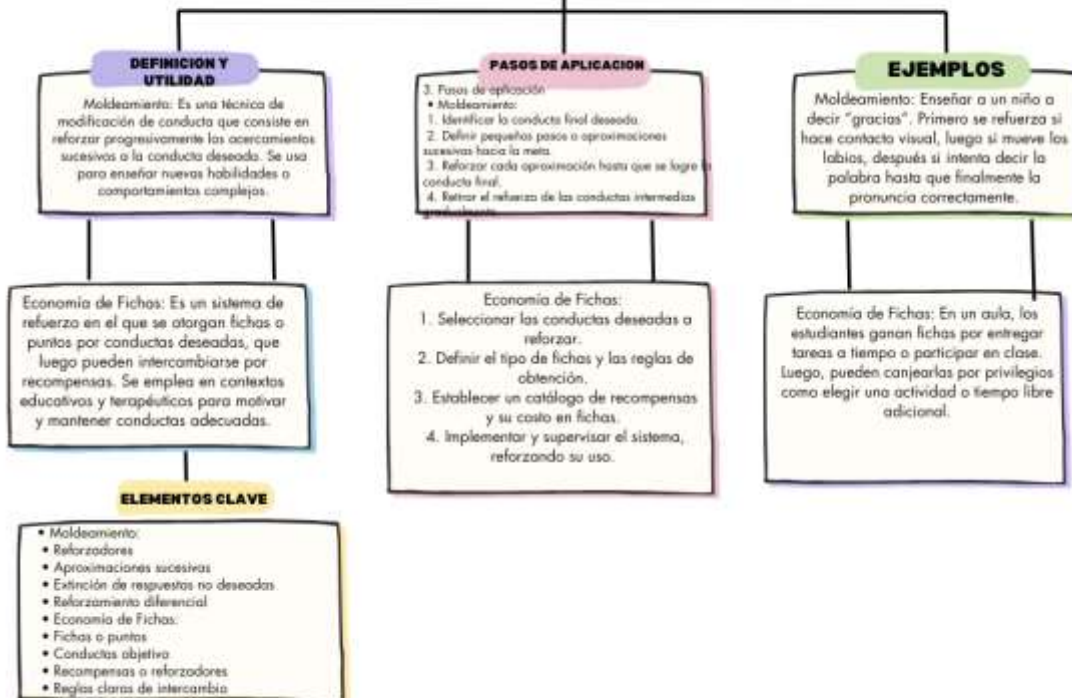 DEFINICION Y
UTILIDAD
Moldeamiento: Es una técnica de
modificación de conducta que consiste en
reforzar progresivamente los acercamientos
sucesivos a la conducta deseada. Se usa
para enseñar nuevas habilidades o
comportamientos complejos.
Economía de Fichas: Es un sistema de
refuerzo en el que se otorgan fichas o
puntos por conductas deseadas, que
luego pueden intercambiarse por
recompensas. Se emplea en contextos
educativos y terapéuticos para motivar
y mantener conductas adecuadas.
ELEMENTOS CLAVE
• Moldeamiento:
• Reforzadores
• Aproximaciones sucesivas
• Extinción de respuestas no deseadas
• Reforzamiento diferencial
• Economía de Fichas:
• Fichas o puntos
• Conductas objetivo
• Recompensas o reforzadores
• Reglas claras de intercambio
PASOS DE APLICACION
3. Pasos de aplicación
• Moldeamiento:
1. Identificar la conducta final deseada.
2. Definir pequeños pasos o aproximaciones
sucesivas hacia la meta.
3. Reforzar cada aproximación hasta que se logre la
conducta final.
4. Retirar el refuerzo de las conductas intermedias
gradualmente.
Economía de Fichas:
1. Seleccionar las conductas deseadas a
reforzar.
2. Definir el tipo de fichas y las reglas de
obtención.
3. Establecer un catálogo de recompensas
y su costo en fichas.
4. Implementar y supervisar el sistema,
reforzando su uso.
EJEMPLOS
Moldeamiento: Enseñar a un niño a
decir "gracias". Primero se refuerza si
hace contacto visual, luego si mueve los
labios, después si intenta decir la
palabra hasta que finalmente la
pronuncia correctamente.
Economía de Fichas: En un aula, los
estudiantes ganan fichas por entregar
tareas a tiempo o participar en clase.
Luego, pueden canjearlas por privilegios
como elegir una actividad o tiempo libre
adicional.